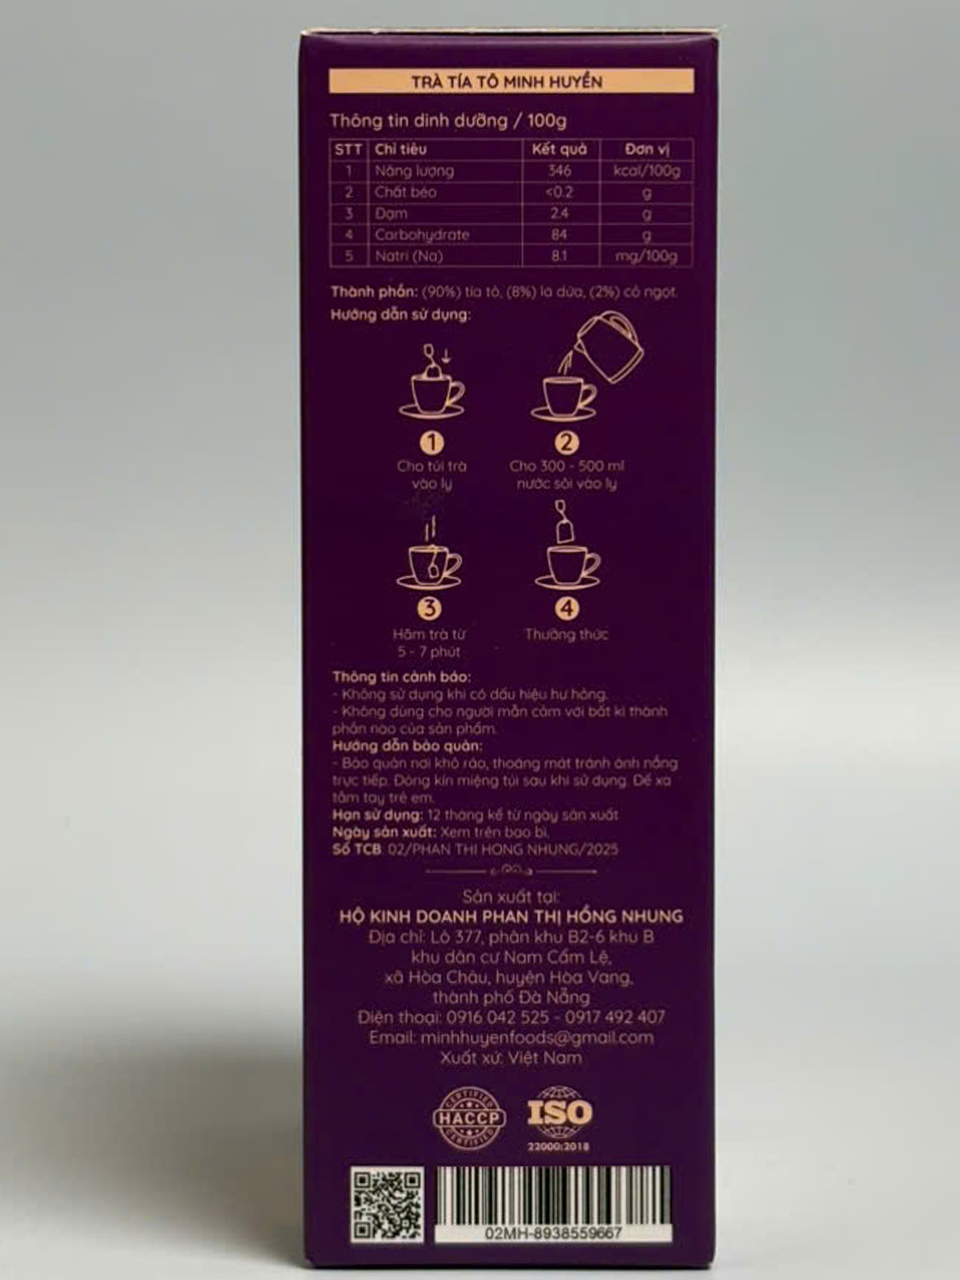 TRÀ TÍA TÔ MINH HUYỀN
Thông tin dinh dưỡng / 100g
STT Chỉ tiêu Kết quả Đơn vị
1 Năng lượng 346 kcal/100g
2 Chất béo <0.2 g
3 Đạm 2.4 g
4 Carbohydrate 84 g
5 Natri (Na) 8.1 mg/100g
Thành phần: (90%) tía tô, (8%) lá dứa, (2%) cỏ ngọt.
Hướng dẫn sử dụng:
1 2
Cho túi trà Cho 300 - 500 ml
vào ly nước sôi vào ly
3 4
Hãm trà từ Thưởng thức
5 - 7 phút
Thông tin cảnh báo:
- Không sử dụng khi có dấu hiệu hư hỏng.
- Không dùng cho người mẫn cảm với bất kì thành
phần nào của sản phẩm.
Hướng dẫn bảo quản:
- Bảo quản nơi khô ráo, thoáng mát tránh ánh nắng
trực tiếp. Đóng kín miệng túi sau khi sử dụng. Để xa
tầm tay trẻ em.
Hạn sử dụng: 12 tháng kể từ ngày sản xuất
Ngày sản xuất: Xem trên bao bì.
Số TCB 02/PHAN THI HONG NHUNG/2025
Sản xuất tại:
HỘ KINH DOANH PHAN THỊ HỒNG NHUNG
Địa chỉ: Lô 377, phân khu B2-6 khu B
khu dân cư Nam Cẩm Lệ,
xã Hòa Châu, huyện Hòa Vang,
thành phố Đà Nẵng
Điện thoại: 0916 042 525 - 0917 492 407
Email: minhhuyenfoods@gmail.com
Xuất xứ: Việt Nam
CERTIFIED
HACCP
CERTIFIED
ISO
22000:2018
02MH-8938559667